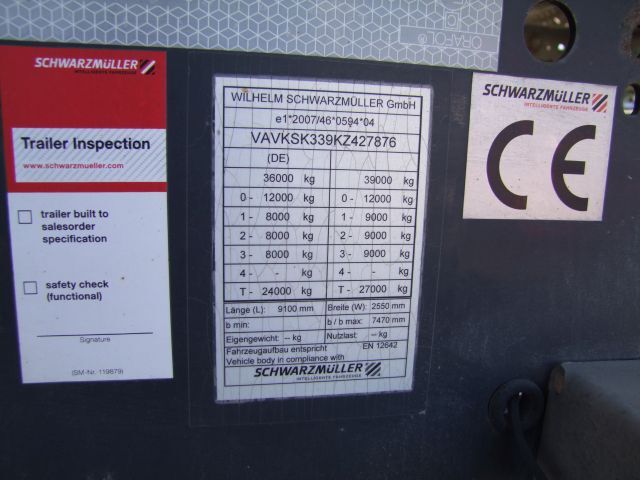 ORAFOL
SCHWARZMÜLLER
INTELLIGENTE FAHRZEUGE
Trailer Inspection
www.schwarzmueller.com
trailer built to
salesorder
specification
safety check
(functional)
Signature
(SM-Nr. 119879)
WILHELM SCHWARZMÜLLER GmbH
e1*2007/46*0594*04
VAVKSK339KZ427876
(DE)
36000 kg 39000 kg
0 - 12000 kg 0 - 12000 kg
1 - 8000 kg 1 - 9000 kg
2 - 8000 kg 2 - 9000 kg
3 - 8000 kg 3 - 9000 kg
4 - - kg 4 - - kg
T - 24000 kg T - 27000 kg
Länge (L): 9100 mm Breite (W): 2550 mm
b min: b / b max: 7470 mm
Eigengewicht: -- kg Nutzlast: -- kg
Fahrzeugaufbau entspricht EN 12642
Vehicle body in compliance with
SCHWARZMÜLLER
INTELLIGENTE FAHRZEUGE
SCHWARZMÜLLER
INTELLIGENTE FAHRZEUGE
CE